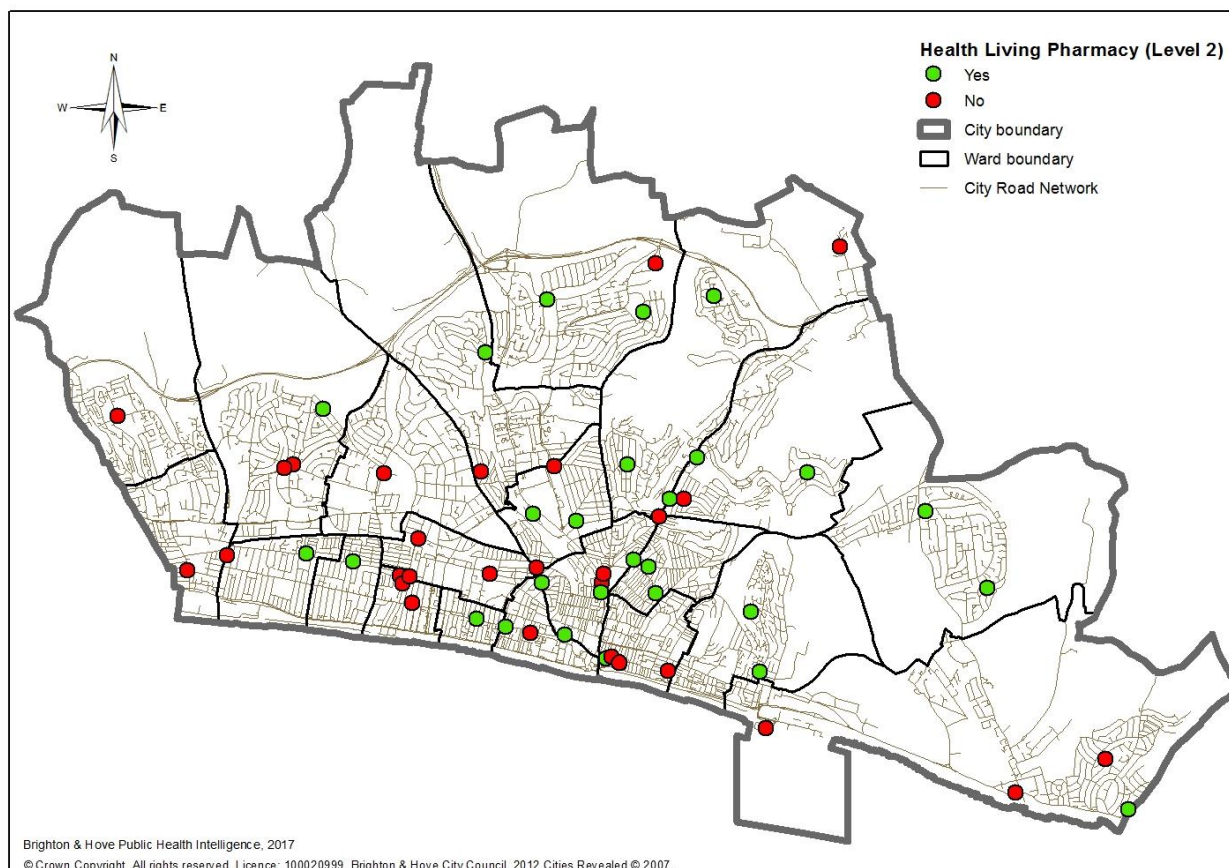 Health Living Pharmacy (Level 2)
Yes
No
City boundary
Ward boundary
City Road Network
N
W E
S
Brighton & Hove Public Health Intelligence, 2017
© Crown Copyright. All rights reserved. Licence: 100020999, Brighton & Hove City Council. 2012 Cities Revealed © 2007